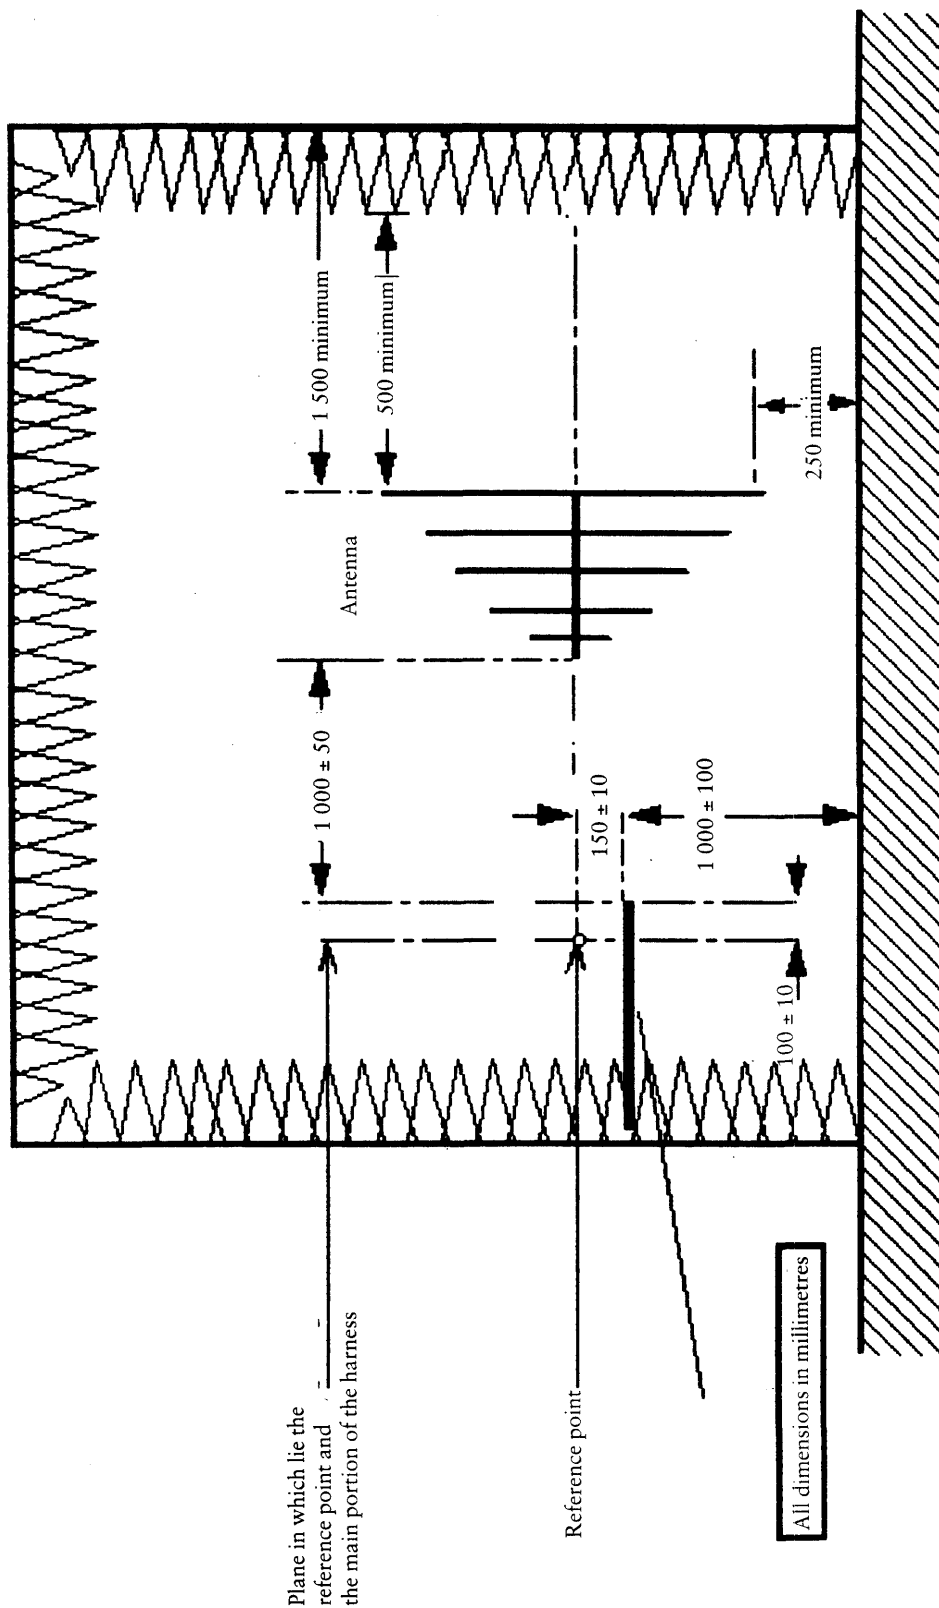 Plane in which lie the
reference point and
the main portion of the harness
1 000 ± 50
1 500 minimum
Antenna
500 minimum
Reference point
150 ± 10
1 000 ± 100
100 ± 10
250 minimum
All dimensions in millimetres